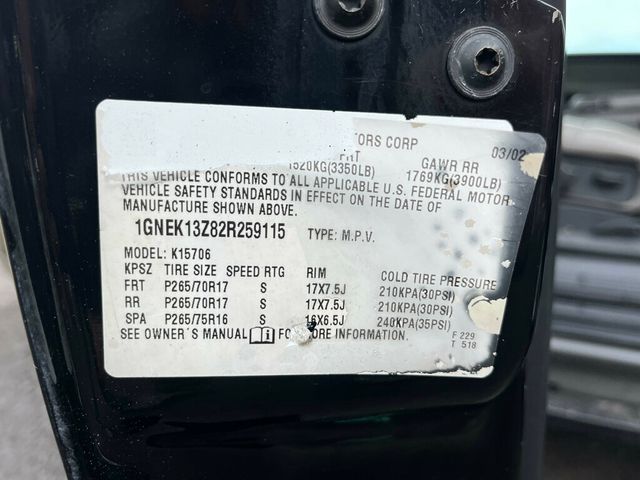 TORS CORP 03/02
FRT GAWR RR
1520KG(3350LB) 1769KG(3900LB)
THIS VEHICLE CONFORMS TO ALL APPLICABLE U.S. FEDERAL MOTOR
VEHICLE SAFETY STANDARDS IN EFFECT ON THE DATE OF
MANUFACTURE SHOWN ABOVE.
1GNEK13Z82R259115 TYPE: M.P.V.
MODEL: K15706
KPSZ TIRE SIZE SPEED RTG RIM COLD TIRE PRESSURE
FRT P265/70R17 S 17X7.5J 210KPA(30PSI)
RR P265/70R17 S 17X7.5J 210KPA(30PSI)
SPA P265/75R16 S 16X6.5J 240KPA(35PSI)
SEE OWNER'S MANUAL FOR MORE INFORMATION. F 229
T 518